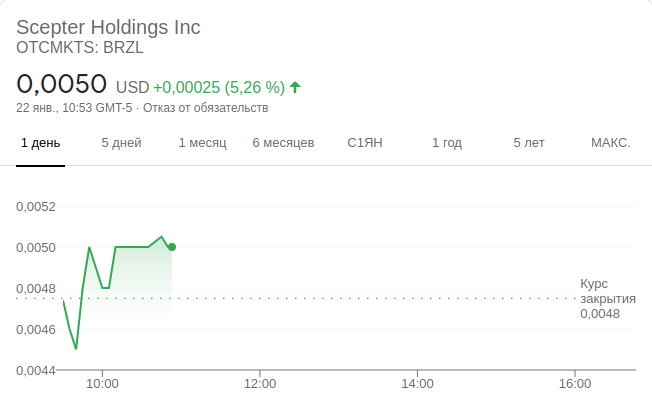 Scepter Holdings Inc
OTCMKTS: BRZL
0,0050 USD +0,00025 (5,26 %)
22 янв., 10:53 GMT-5 · Отказ от обязательств
1 день 5 дней 1 месяц 6 месяцев С1ЯН 1 год 5 лет МАКС.
0,0052
0,0050
0,0048
Курс
закрытия
0,0048
0,0046
0,0044
10:00 12:00 14:00 16:00